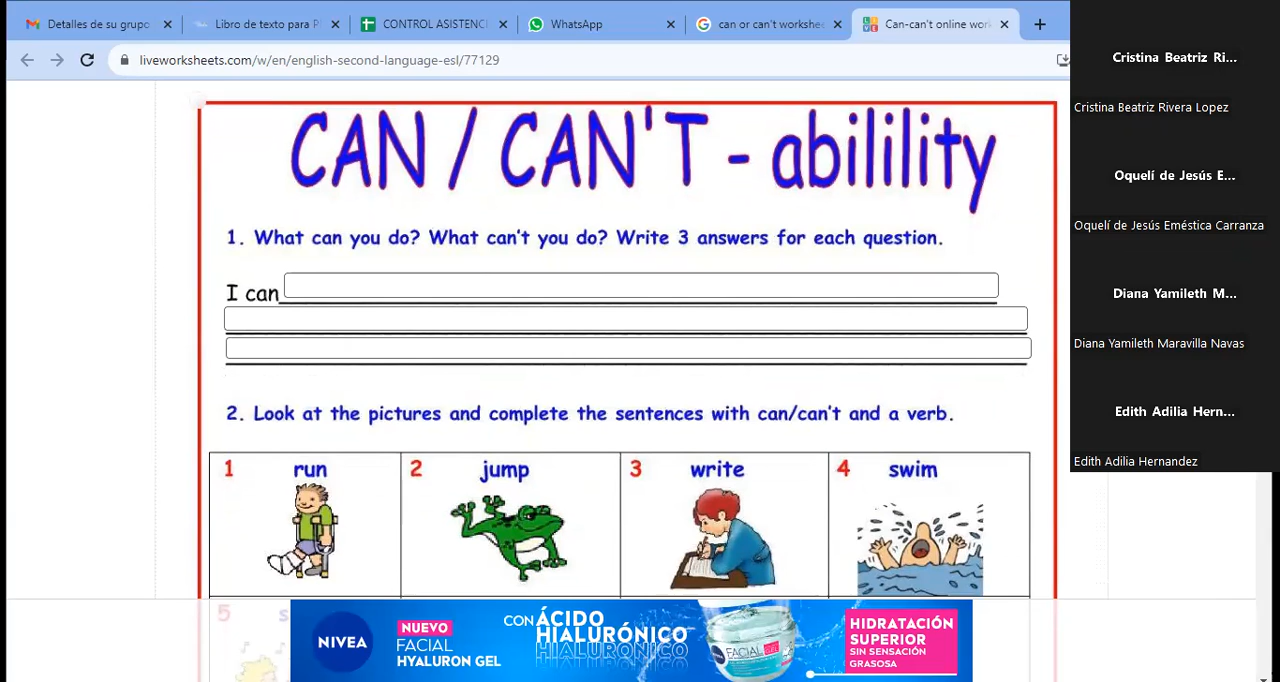 Detalles de su grupo
Libro de texto para P
CONTROL ASISTENCI
WhatsApp
can or can't workshe
Can-can't online wor
liveworksheets.com/w/en/english-second-language-esl/77129
CAN / CAN'T - abilility
1. What can you do? What can't you do? Write 3 answers for each question.
I can
2. Look at the pictures and complete the sentences with can/can't and a verb.
1 run
2 jump
3 write
4 swim
5 s
NIVEA
NUEVO
FACIAL
HYALURON GEL
CON ÁCIDO
HIALURÓNICO
HIALURÓNICO
NIVEA
FACIAL
HIDRATACIÓN
SUPERIOR
SIN SENSACIÓN
GRASOSA
Cristina Beatriz Ri...
Cristina Beatriz Rivera Lopez
Oquelí de Jesús E...
Oquelí de Jesús Eméstica Carranza
Diana Yamileth M...
Diana Yamileth Maravilla Navas
Edith Adilia Hern...
Edith Adilia Hernandez